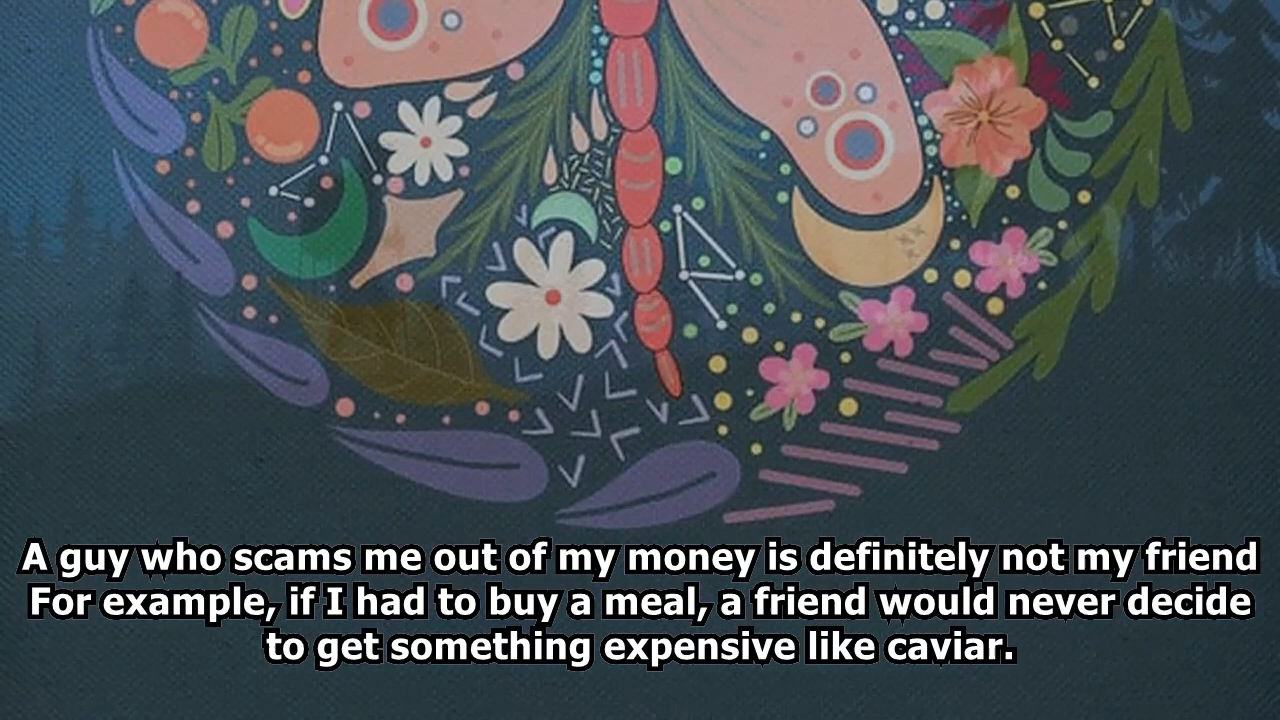 A guy who scams me out of my money is definitely not my friend
For example, if I had to buy a meal, a friend would never decide
to get something expensive like caviar.